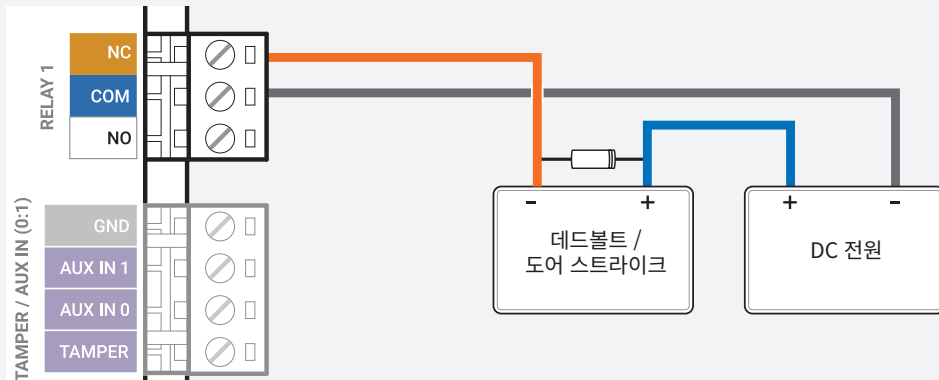 RELAY 1
NC
COM
NO
TAMPER / AUX IN (0:1)
GND
AUX IN 1
AUX IN 0
TAMPER
- +
데드볼트 /
도어 스트라이크
+ -
DC 전원